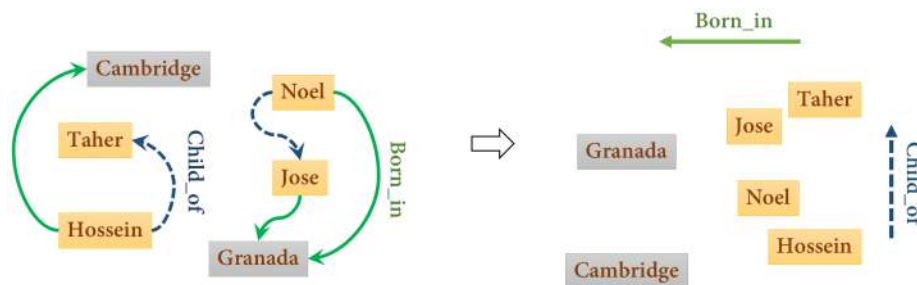 Cambridge
Taher
Hossein
Child_of
Noel
Jose
Granada
Born_in
Born_in
Taher
Jose
Granada
Noel
Hossein
Cambridge
Child_of